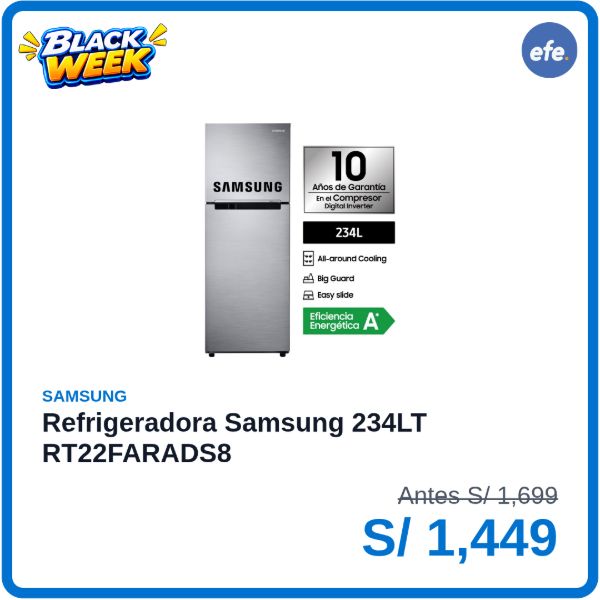 BLACK
WEEK
efe.
SAMSUNG
10
Años de Garantía
En el Compresor
Digital Inverter
234L
All-around Cooling
Big Guard
Easy slide
Eficiencia
Energética A+
SAMSUNG
Refrigeradora Samsung 234LT
RT22FARADS8
Antes S/ 1,699
S/ 1,449